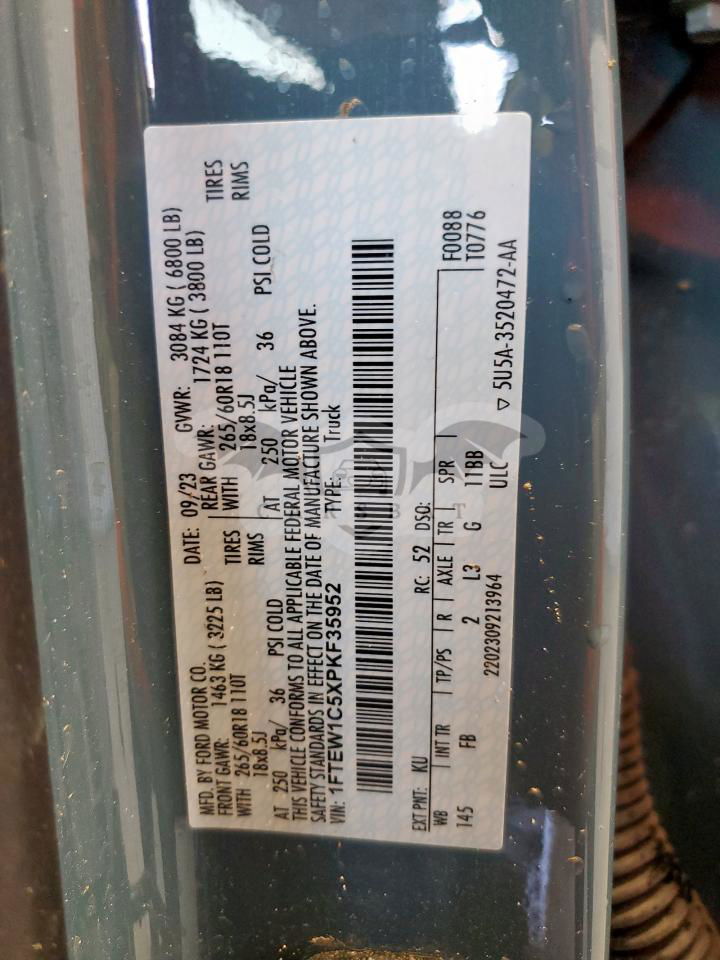 MFD. BY FORD MOTOR CO. DATE: 09/23 GVWR: 3084 KG ( 6800 LB)
FRONT GAWR: 1463 KG ( 3225 LB) REAR GAWR: 1724 KG ( 3800 LB)
WITH 265/60R18 110T TIRES WITH 265/60R18 110T TIRES
18x8.5J RIMS 18x8.5J RIMS
AT 250 kPa/ 36 PSI COLD AT 250 kPa/ 36 PSI COLD
THIS VEHICLE CONFORMS TO ALL APPLICABLE FEDERAL MOTOR VEHICLE
SAFETY STANDARDS IN EFFECT ON THE DATE OF MANUFACTURE SHOWN ABOVE.
VIN: 1FTEW1C5XPKF35952 TYPE: Truck
EXT PNT: KU RC: 52 DSO:
WB INT TR TP/PS R AXLE TR SPR F0088
145 FB 2 L3 G 11BB T0776
2202309213964 ULC
5U5A-3520472-AA